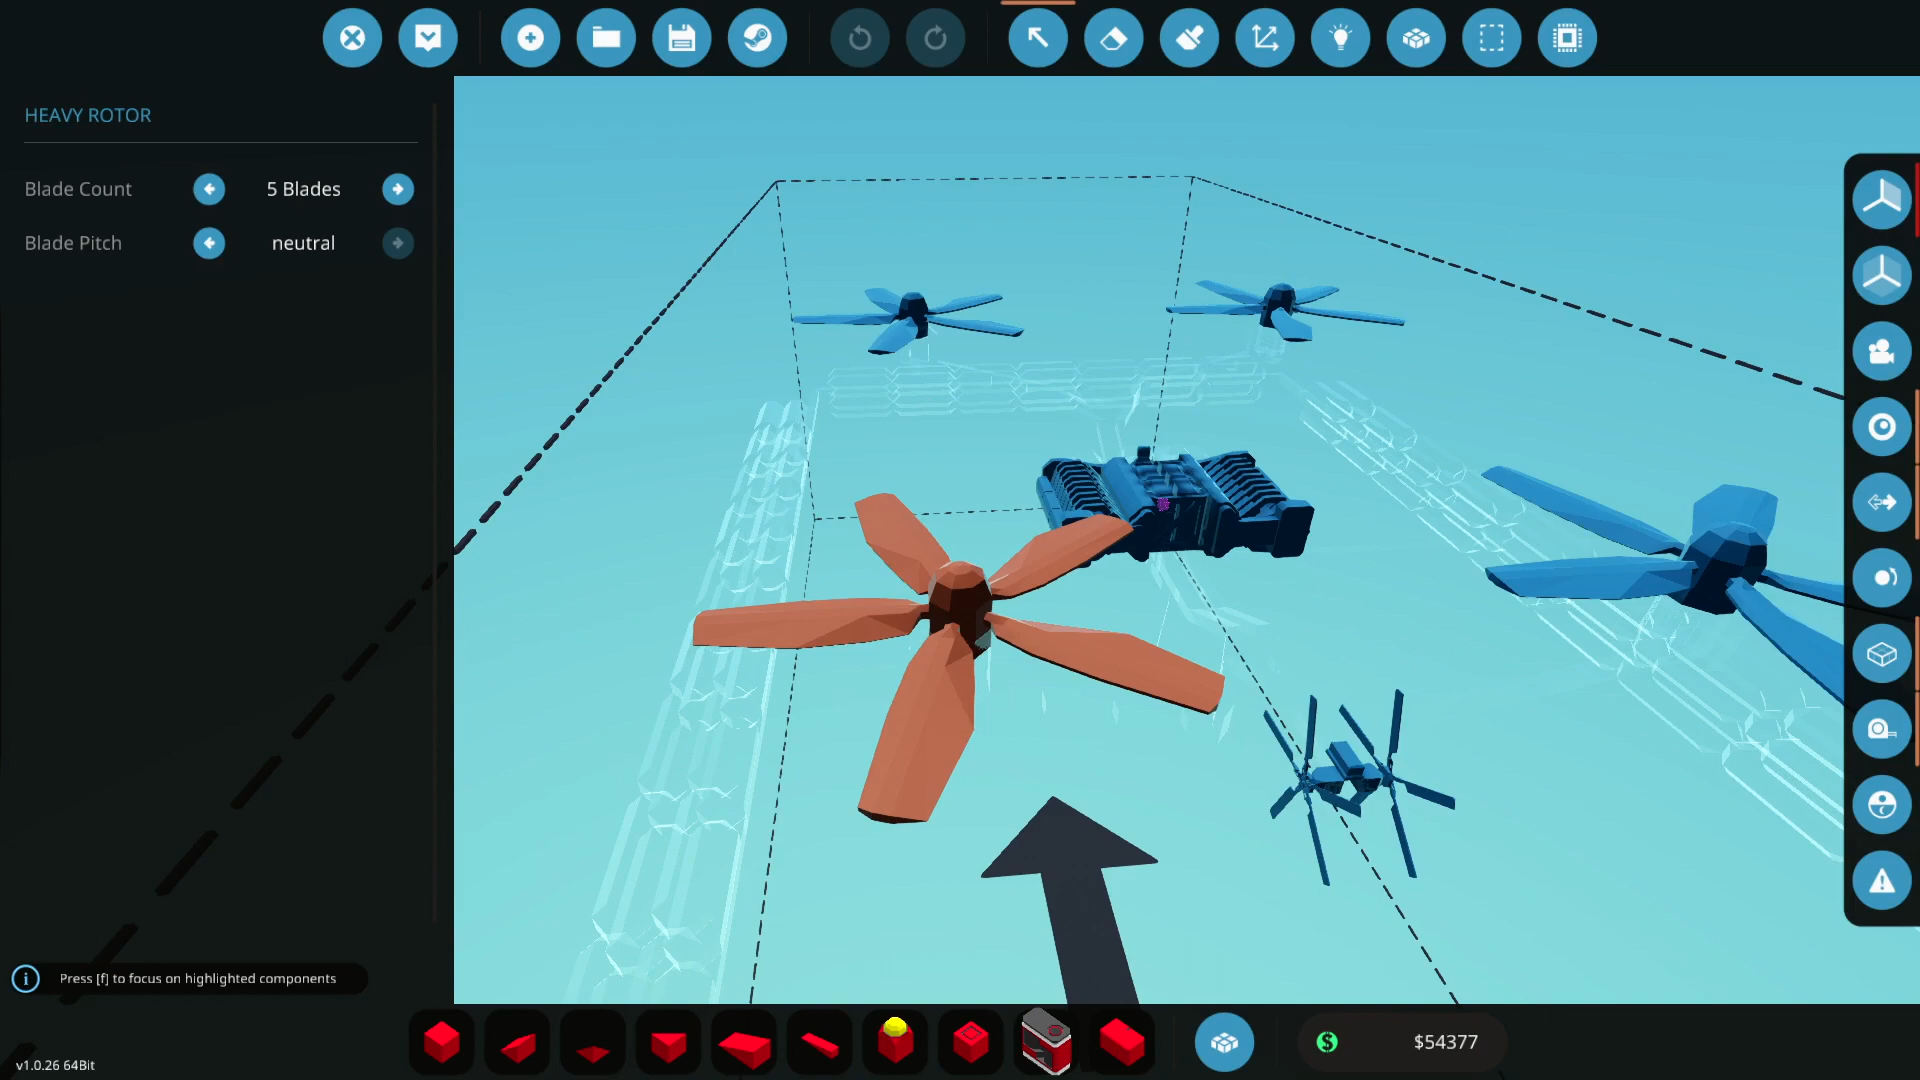 HEAVY ROTOR
Blade Count 5 Blades
Blade Pitch neutral
Press [f] to focus on highlighted components
v1.0.26 64Bit
$54377